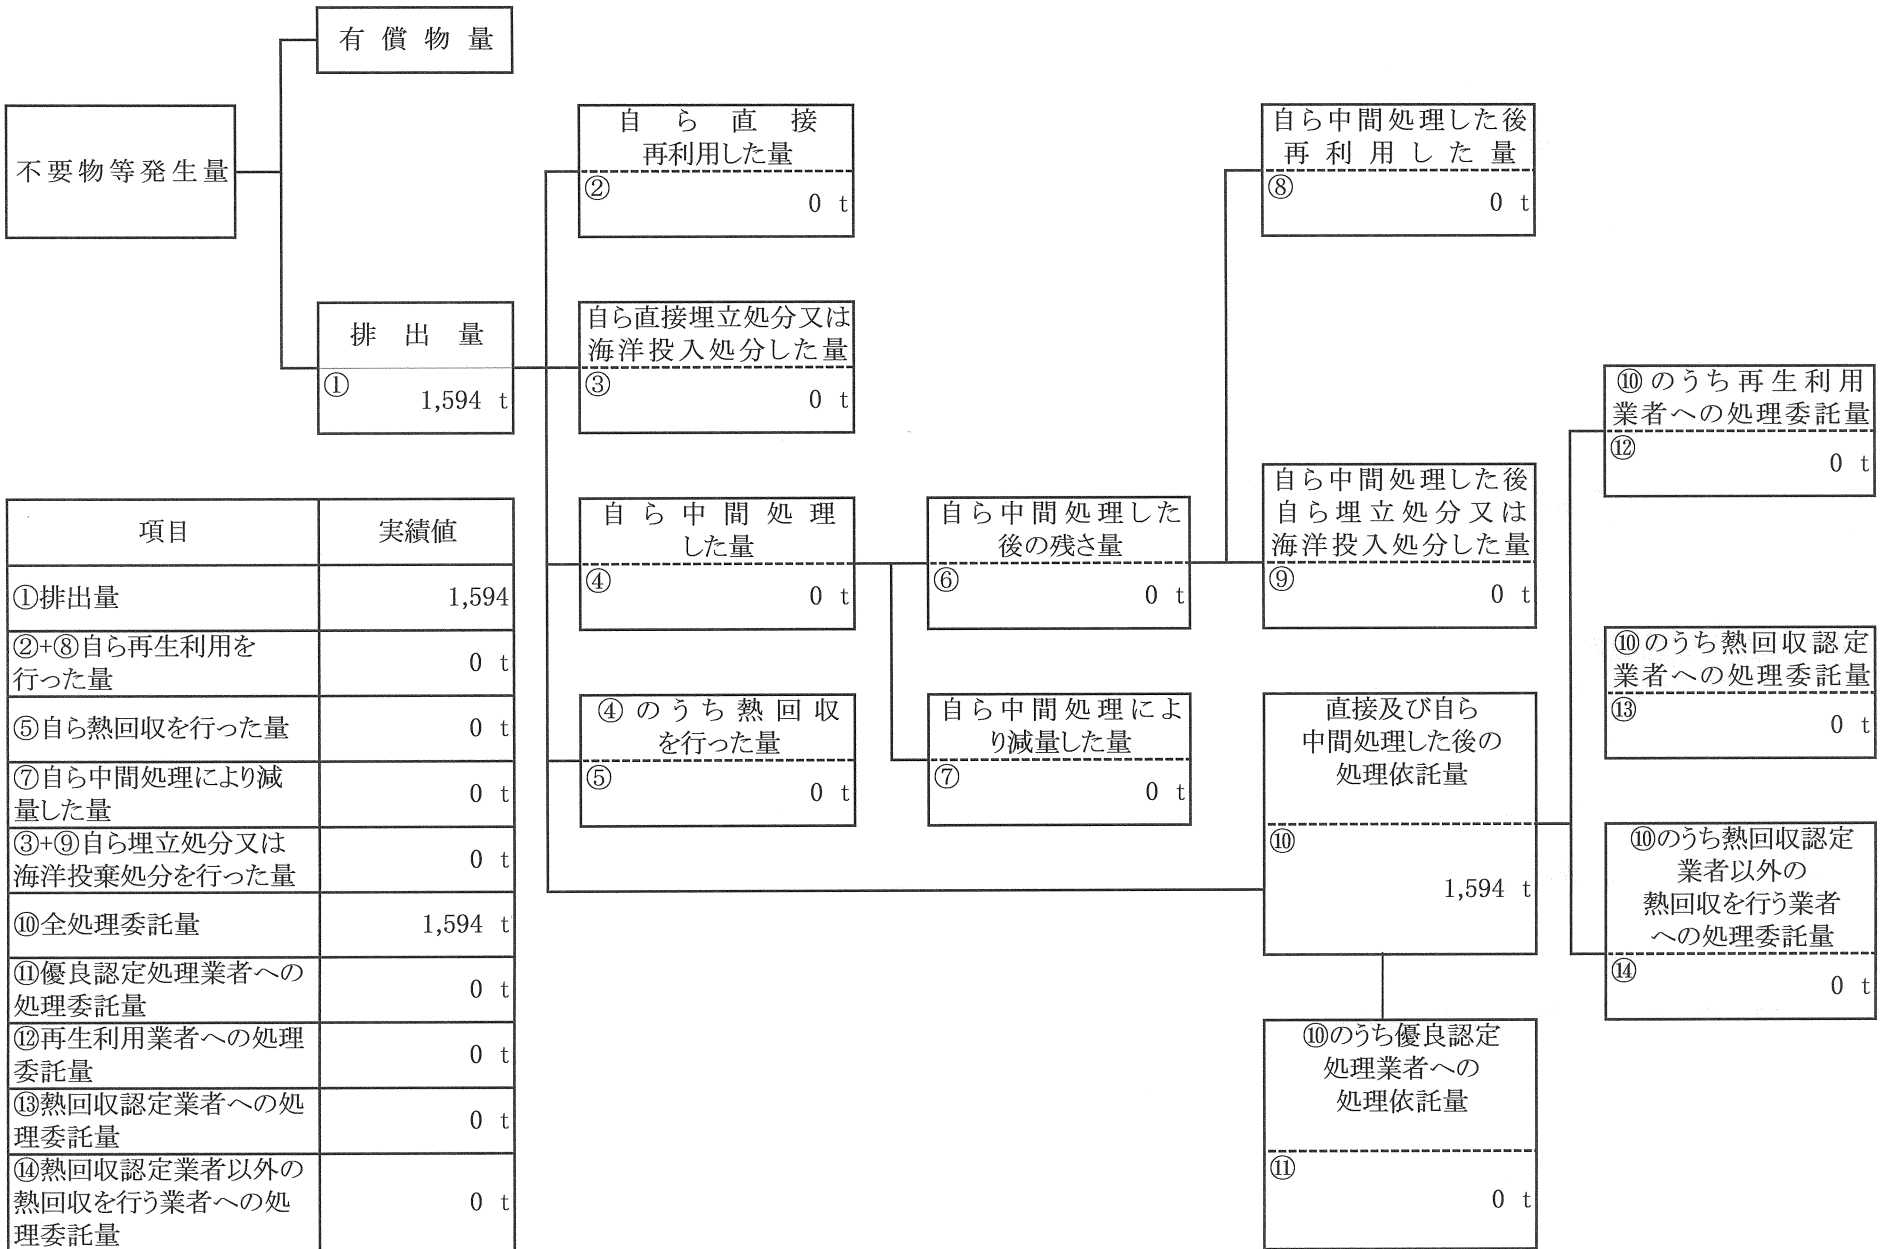 有償物量
不要物等発生量
排出量
①
1,594 t
自ら直接
再利用した量
②
0 t
自ら直接埋立処分又は
海洋投入処分した量
③
0 t
自ら中間処理
した量
④
0 t
④のうち熱回収
を行った量
⑤
0 t
自ら中間処理した
後の残さ量
⑥
0 t
自ら中間処理によ
り減量した量
⑦
0 t
自ら中間処理した後
再利用した量
⑧
0 t
自ら中間処理した後
自ら埋立処分又は
海洋投入処分した量
⑨
0 t
直接及び自ら
中間処理した後の
処理依託量
⑩
1,594 t
⑩のうち優良認定
処理業者への
処理依託量
⑪
0 t
⑩のうち再生利用
業者への処理委託量
⑫
0 t
⑩のうち熱回収認定
業者への処理委託量
⑬
0 t
⑩のうち熱回収認定
業者以外の
熱回収を行う業者
への処理委託量
⑭
0 t
項目 実績値
①排出量 1,594
②+⑧自ら再生利用を
行った量
0 t
⑤自ら熱回収を行った量 0 t
⑦自ら中間処理により減
量した量
0 t
③+⑨自ら埋立処分又は
海洋投棄処分を行った量
0 t
⑩全処理委託量 1,594 t
⑪優良認定処理業者への
処理委託量
0 t
⑫再生利用業者への処理
委託量
0 t
⑬熱回収認定業者への処
理委託量
0 t
⑭熱回収認定業者以外の
熱回収を行う業者への処
理委託量
0 t